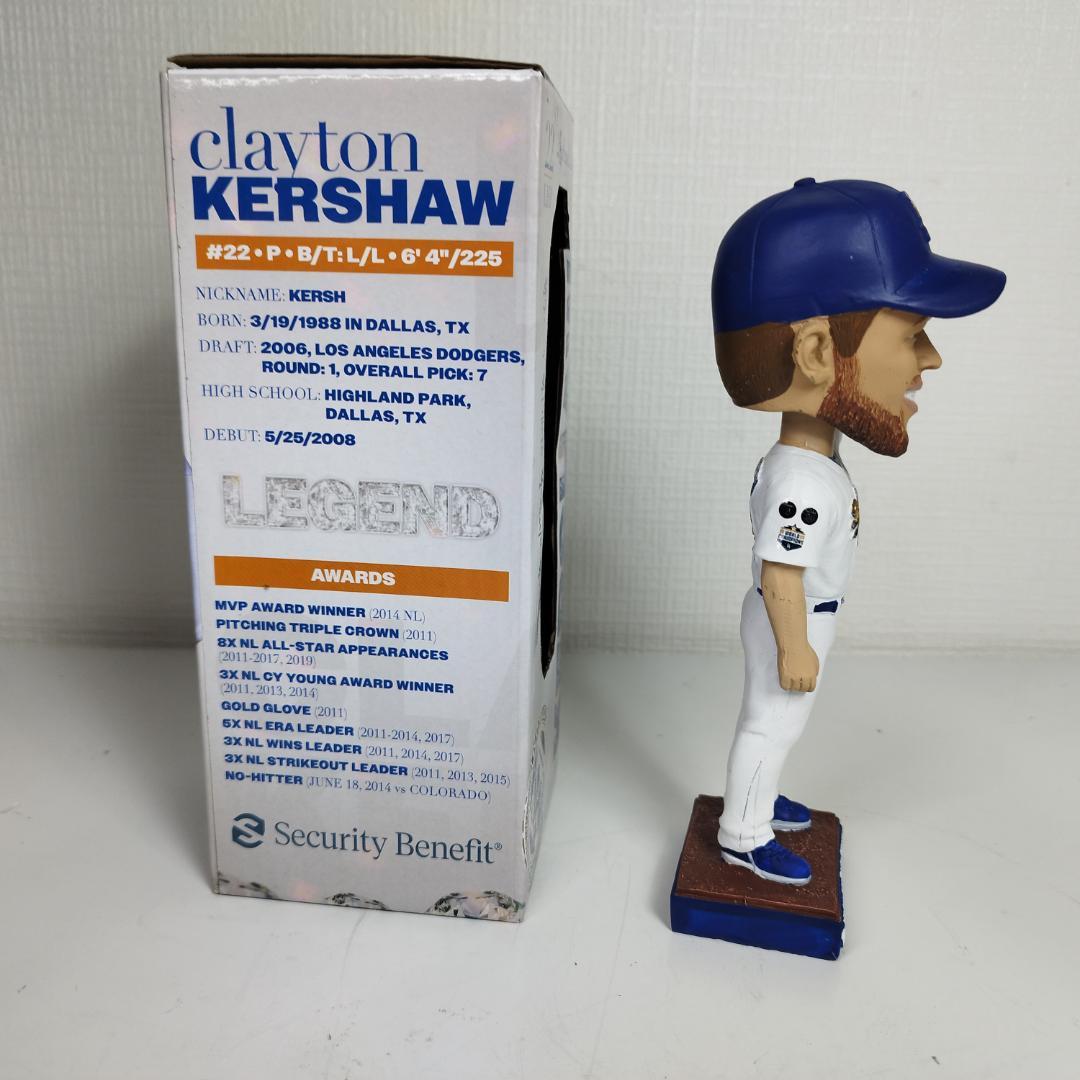 clayton
KERSHAW
#22 • P • B/T: L/L • 6' 4"/225
NICKNAME: KERSH
BORN: 3/19/1988 IN DALLAS, TX
DRAFT: 2006, LOS ANGELES DODGERS,
ROUND: 1, OVERALL PICK: 7
HIGH SCHOOL: HIGHLAND PARK,
DALLAS, TX
DEBUT: 5/25/2008
LEGEND
AWARDS
MVP AWARD WINNER (2014 NL)
PITCHING TRIPLE CROWN (2011)
8X NL ALL-STAR APPEARANCES
(2011-2017, 2019)
3X NL CY YOUNG AWARD WINNER
(2011, 2013, 2014)
GOLD GLOVE (2011)
5X NL ERA LEADER (2011-2014, 2017)
3X NL WINS LEADER (2011, 2014, 2017)
3X NL STRIKEOUT LEADER (2011, 2013, 2015)
NO-HITTER (JUNE 18, 2014 vs COLORADO)
Security Benefit®